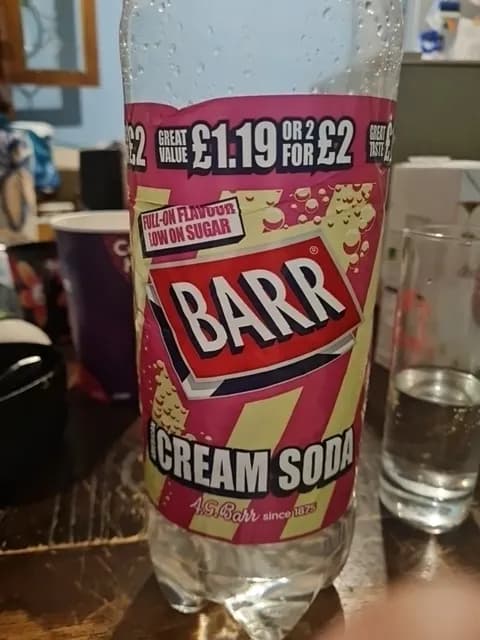 £2 GREAT VALUE £1.19 OR 2 FOR £2 GREAT TASTE £
FULL-ON FLAVOUR
LOW ON SUGAR
BARR®
CREAM SODA
A.G. Barr since 1875